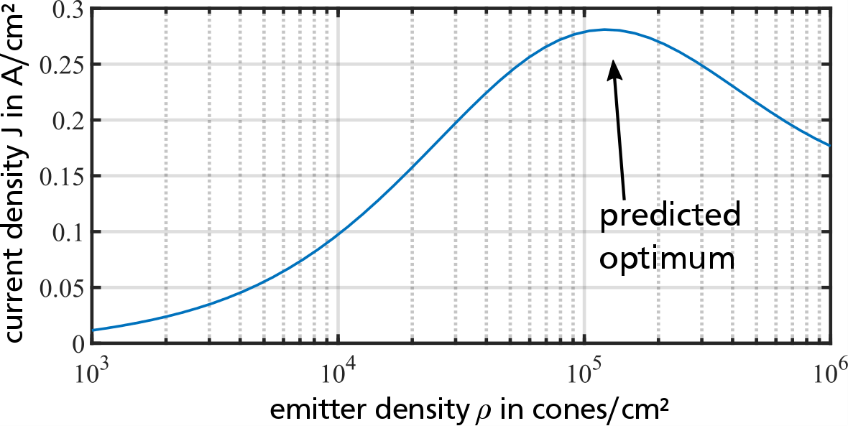 current density J in A/cm²
0.3
0.25
0.2
0.15
0.1
0.05
0
predicted
optimum
10³ 10⁴ 10⁵ 10⁶
emitter density ρ in cones/cm²